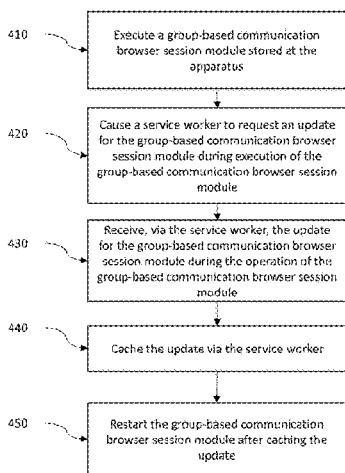 410
Execute a group-based communication
browser session module stored at the
apparatus
420
Cause a service worker to request an update
for the group-based communication browser
session module during execution of the
group-based communication browser session
module
430
Receive, via the service worker, the update
for the group-based communication browser
session module during the operation of the
group-based communication browser session
module
440
Cache the update via the service worker
450
Restart the group-based communication
browser session module after caching the
update